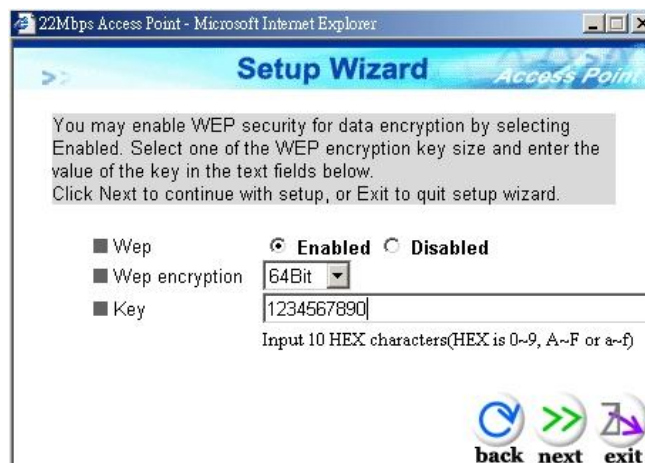 22Mbps Access Point - Microsoft Internet Explorer
Setup Wizard
Access Point
You may enable WEP security for data encryption by selecting
Enabled. Select one of the WEP encryption key size and enter the
value of the key in the text fields below.
Click Next to continue with setup, or Exit to quit setup wizard.
Wep Enabled Disabled
Wep encryption 64Bit
Key 1234567890
Input 10 HEX characters(HEX is 0~9, A~F or a~f)
back next exit